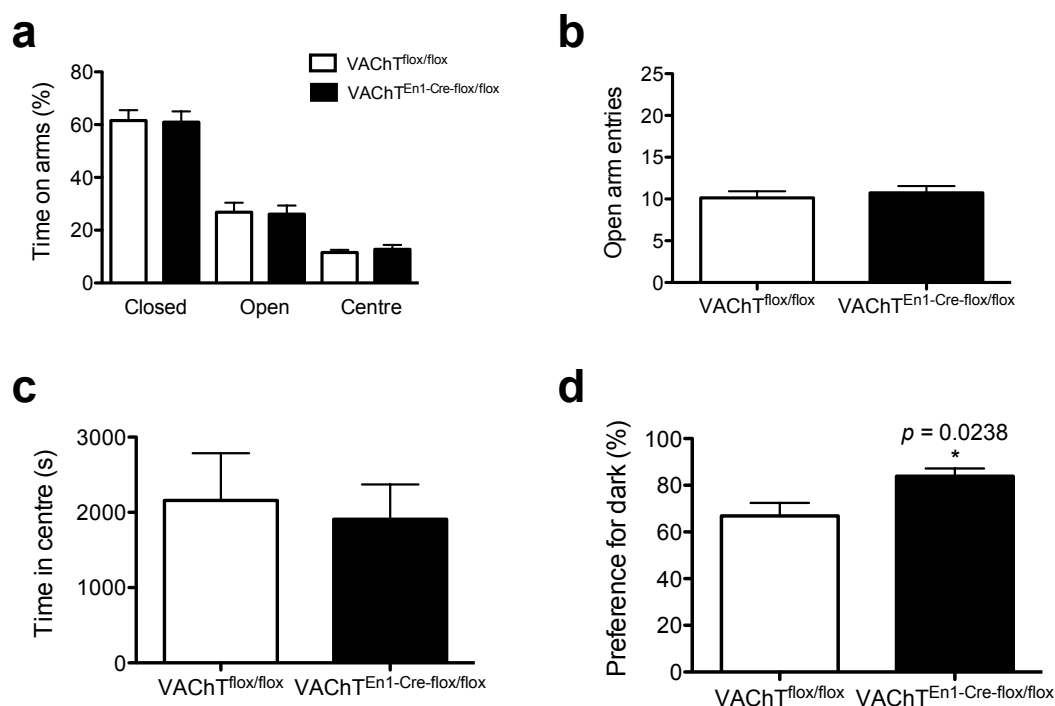 a
Time on arms (%)
80
60
40
20
0
Closed Open Centre
VAChTflox/flox
VAChTEn1-Cre-flox/flox
b
Open arm entries
25
20
15
10
5
0
VAChTflox/flox VAChTEn1-Cre-flox/flox
c
Time in centre (s)
3000
2000
1000
0
VAChTflox/flox VAChTEn1-Cre-flox/flox
d
Preference for dark (%)
100
80
60
40
20
0
p = 0.0238
*
VAChTflox/flox VAChTEn1-Cre-flox/flox